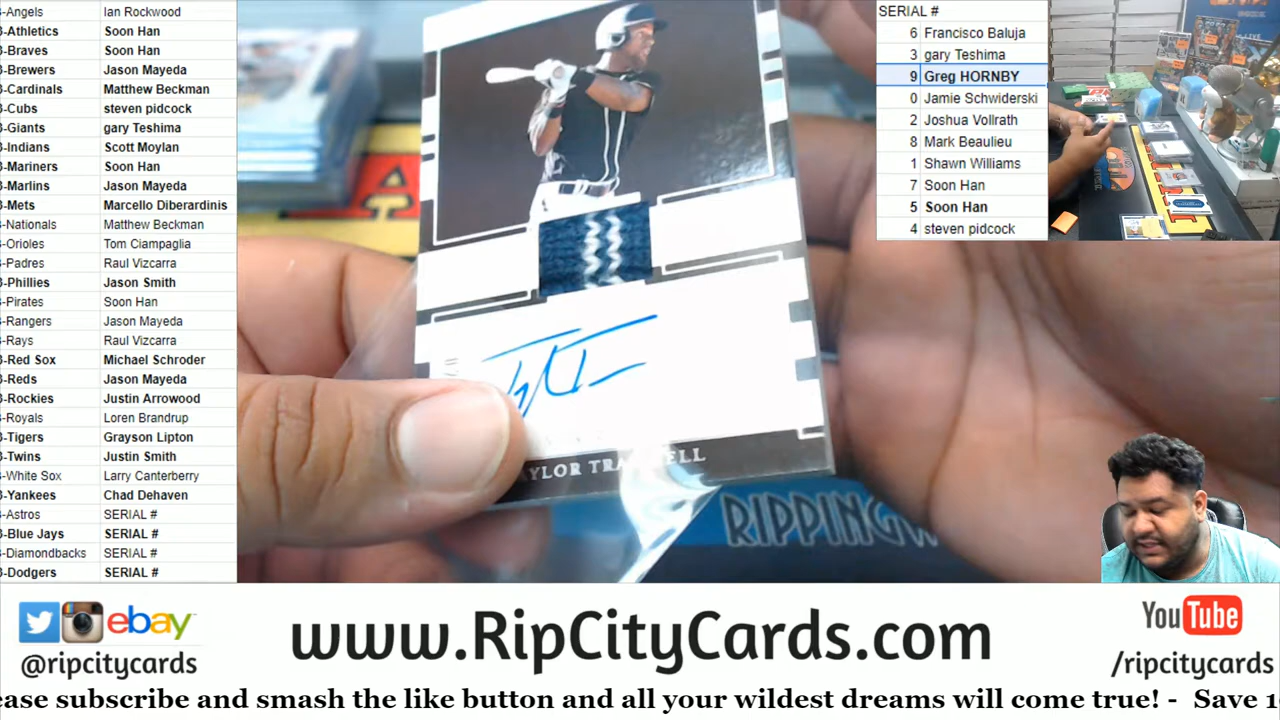 -Angels Ian Rockwood
-Athletics Soon Han
-Braves Soon Han
-Brewers Jason Mayeda
-Cardinals Matthew Beckman
-Cubs steven pidcock
-Giants gary Teshima
-Indians Scott Moylan
-Mariners Soon Han
-Marlins Jason Mayeda
-Mets Marcello Diberardinis
-Nationals Matthew Beckman
-Orioles Tom Ciampaglia
-Padres Raul Vizcarra
-Phillies Jason Smith
-Pirates Soon Han
-Rangers Jason Mayeda
-Rays Raul Vizcarra
-Red Sox Michael Schroder
-Reds Jason Mayeda
-Rockies Justin Arrowood
-Royals Loren Brandrup
-Tigers Grayson Lipton
-Twins Justin Smith
-White Sox Larry Canterberry
-Yankees Chad Dehaven
-Astros SERIAL #
-Blue Jays SERIAL #
-Diamondbacks SERIAL #
-Dodgers SERIAL #
SERIAL #
6 Francisco Baluja
3 gary Teshima
9 Greg HORNBY
0 Jamie Schwiderski
2 Joshua Vollrath
8 Mark Beaulieu
1 Shawn Williams
7 Soon Han
5 Soon Han
4 steven pidcock
RIPPING
ebay
@ripcitycards
www.RipCityCards.com
YouTube
/ripcitycards
ease subscribe and smash the like button and all your wildest dreams will come true! - Save 1